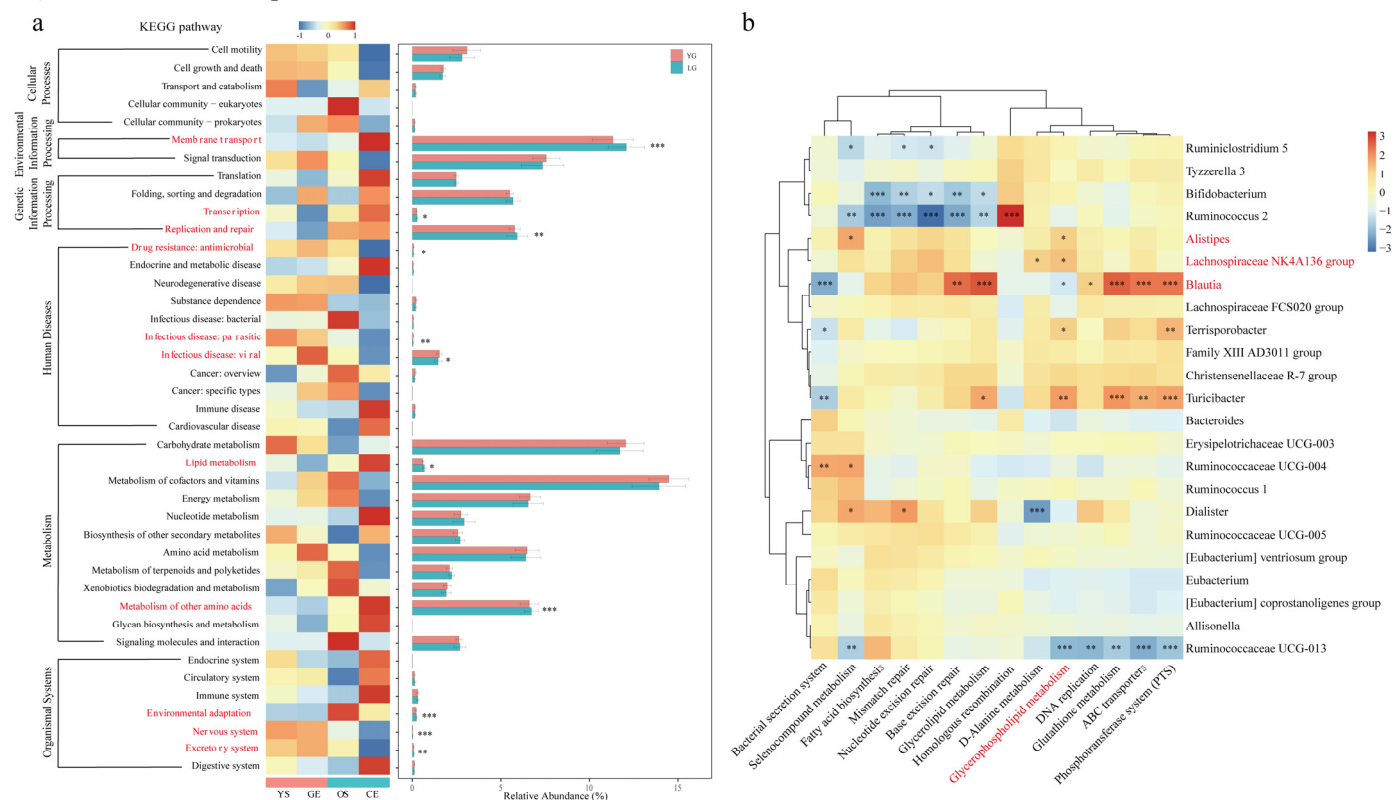 a
KEGG pathway
-1 0 1
YG
LG
Cellular
Processes
Cell motility
Cell growth and death
Transport and catabolism
Cellular community − eukaryotes
Cellular community − prokaryotes
Environmental
Information
Processing
Membrane transport
***
Signal transduction
Genetic
Information
Processing
Translation
Folding, sorting and degradation
Transcription
*
Replication and repair
**
Human Diseases
Drug resistance: antimicrobial
*
Endocrine and metabolic disease
Neurodegenerative disease
Substance dependence
Infectious disease: bacterial
Infectious disease: parasitic
**
Infectious disease: viral
*
Cancer: overview
Cancer: specific types
Immune disease
Cardiovascular disease
Metabolism
Carbohydrate metabolism
Lipid metabolism
*
Metabolism of cofactors and vitamins
Energy metabolism
Nucleotide metabolism
Biosynthesis of other secondary metabolites
Amino acid metabolism
Metabolism of terpenoids and polyketides
Xenobiotics biodegradation and metabolism
Metabolism of other amino acids
***
Glycan biosynthesis and metabolism
Signaling molecules and interaction
Organisinal Systems
Endocrine system
Circulatory system
Immune system
Environmental adaptation
***
Nervous system
***
Excretory system
**
Digestive system
YS GE OS CE
0 5 10 15
Relative Abundance (%)
b
3
2
1
0
−1
−2
−3
* * * Ruminiclostridium 5
Tyzzerella 3
*** ** * ** * Bifidobacterium
** *** *** *** *** ** *** Ruminococcus 2
* * Alistipes
* * Lachnospiraceae NK4A136 group
*** ** *** * * *** *** *** Blautia
Lachnospiraceae FCS020 group
* * ** Terrisporobacter
Family XIII AD3011 group
Christensenellaceae R-7 group
** * ** *** ** *** Turicibacter
Bacteroides
Erysipelotrichaceae UCG-003
** * Ruminococcaceae UCG-004
Ruminococcus 1
* * *** Dialister
Ruminococcaceae UCG-005
[Eubacterium] ventriosum group
Eubacterium
[Eubacterium] coprostanoligenes group
Allisonella
** *** ** ** *** *** Ruminococcaceae UCG-013
Bacterial secretion system
Selenocompound metabolism
Fatty acid biosynthesis
Mismatch repair
Nucleotide excision repair
Base excision repair
Glycerolipid metabolism
Homologous recombination
D-Alanine metabolism
Glycerophospholipid metabolism
DNA replication
Glutathione metabolism
ABC transporters
Phosphotransferase system (PTS)